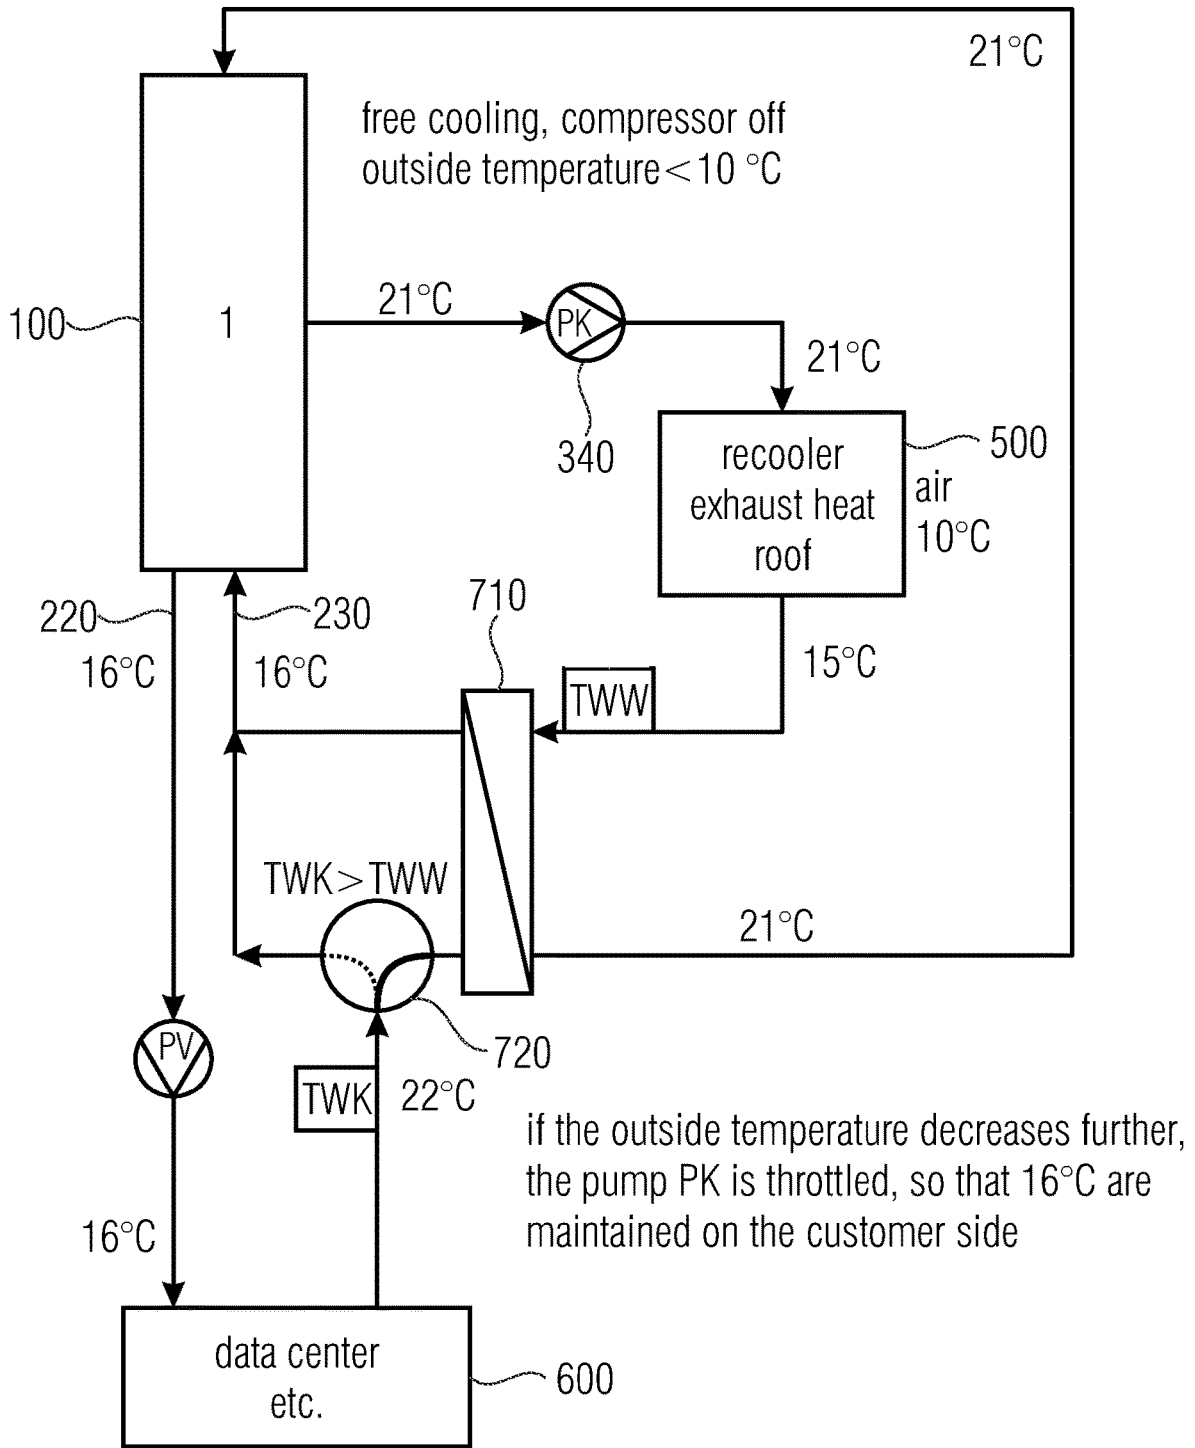 21°C
free cooling, compressor off
outside temperature<10 °C
100
1
21°C
PK
21°C
340
recooler
exhaust heat
roof
500
air
10°C
220
230
710
16°C
16°C
15°C
TWW
TWK>TWW
21°C
PV
720
TWK
22°C
if the outside temperature decreases further,
the pump PK is throttled, so that 16°C are
maintained on the customer side
16°C
data center
etc.
600